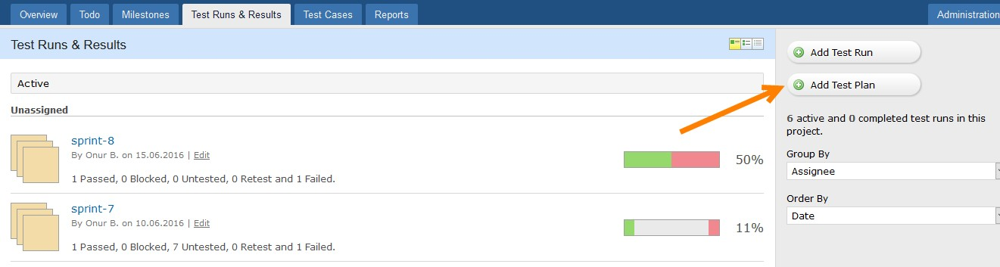 Overview Todo Milestones Test Runs & Results Test Cases Reports Administration
Test Runs & Results
Active
Unassigned
sprint-8
By Onur B. on 15.06.2016 | Edit
50%
1 Passed, 0 Blocked, 0 Untested, 0 Retest and 1 Failed.
sprint-7
By Onur B. on 10.06.2016 | Edit
11%
1 Passed, 0 Blocked, 7 Untested, 0 Retest and 1 Failed.
Add Test Run
Add Test Plan
6 active and 0 completed test runs in this
project.
Group By
Assignee
Order By
Date